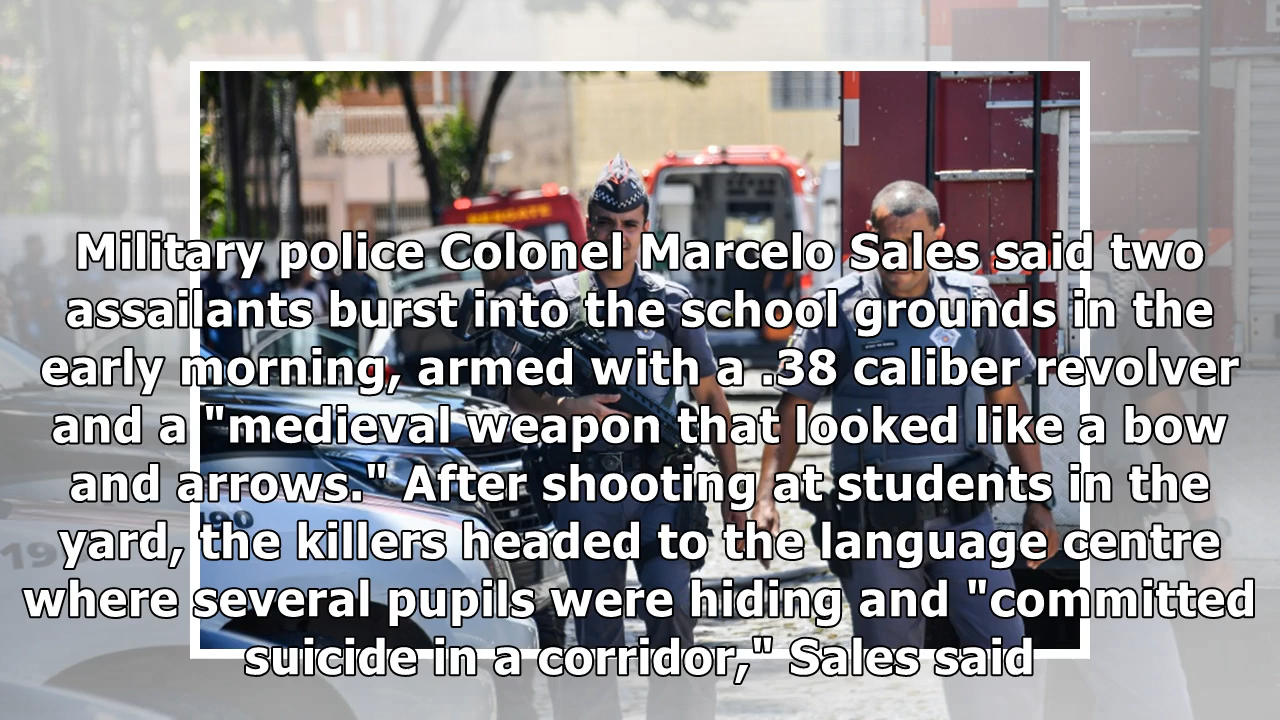 RESGATE
Military police Colonel Marcelo Sales said two
assailants burst into the school grounds in the
early morning, armed with a .38 caliber revolver
and a "medieval weapon that looked like a bow
and arrows." After shooting at students in the
yard, the killers headed to the language centre
where several pupils were hiding and "committed
suicide in a corridor," Sales said
190